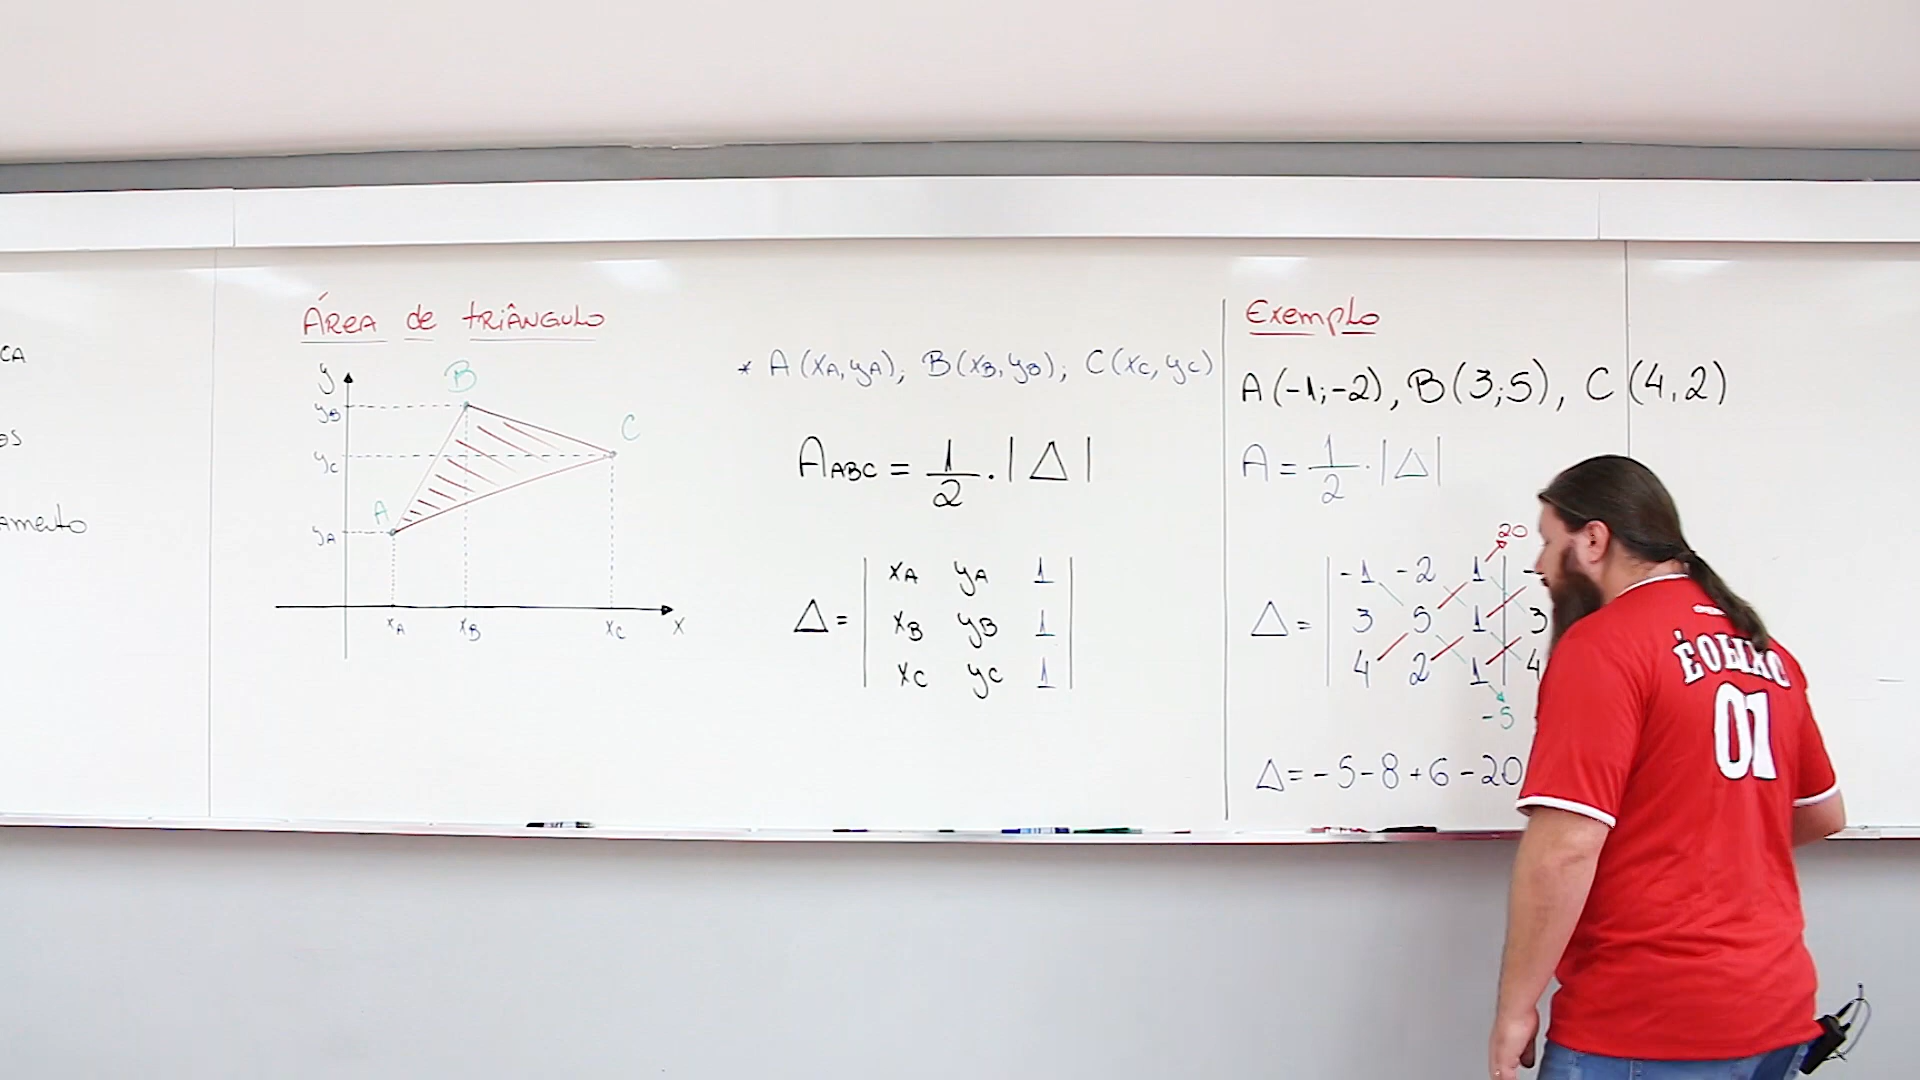 CA
OS
amento
ÁREA de TRIÂNGULO
y
B
yB
C
yC
A
yA
xA xB xC x
* A(xA, yA); B(xB, yB); C(xC, yC)
AABC = 1/2 . |Δ|
Δ = | xA yA 1 |
| xB yB 1 |
| xC yC 1 |
Exemplo
A(-1;-2), B(3;5), C(4,2)
A = 1/2 . |Δ|
20
Δ = | -1 -2 1 |
| 3 5 1 | 3
| 4 2 1 | 4
-5
Δ = -5-8+6-20
01